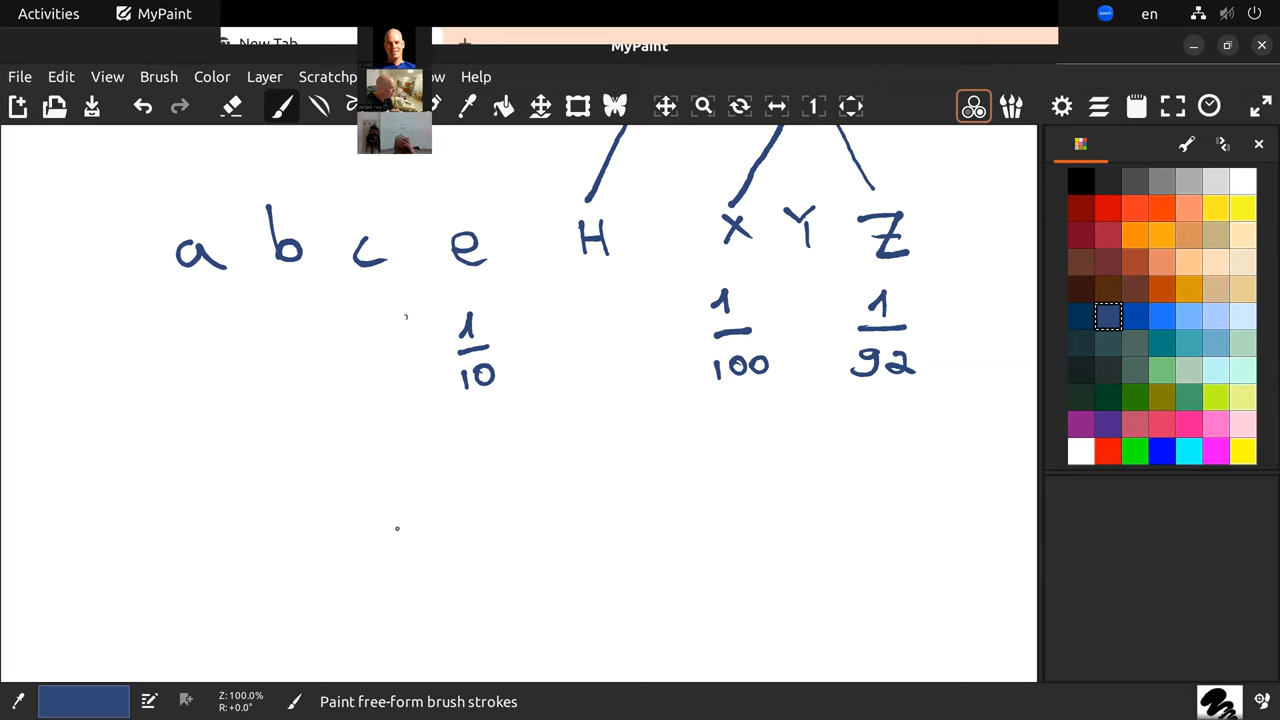 Activities MyPaint en
New Tab
MyPaint
File Edit View Brush Color Layer Scratchp ow Help
a b c e H X Y Z
1/10 1/100 1/92
Z: 100.0%
R: +0.0°
Paint free-form brush strokes